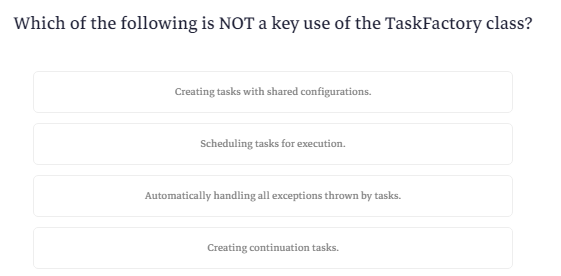 Which of the following is NOT a key use of the TaskFactory class?
Creating tasks with shared configurations.
Scheduling tasks for execution.
Automatically handling all exceptions thrown by tasks.
Creating continuation tasks.